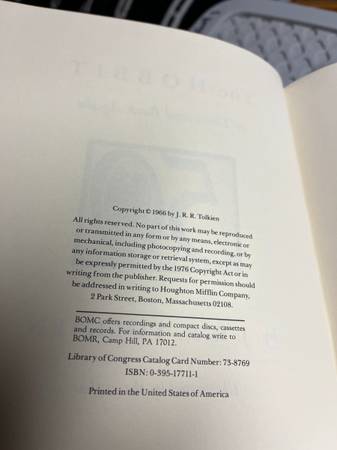 The HOBBIT
Copyright © 1966 by J. R. R. Tolkien
All rights reserved. No part of this work may be reproduced
or transmitted in any form or by any means, electronic or
mechanical, including photocopying and recording, or by
any information storage or retrieval system, except as may
be expressly permitted by the 1976 Copyright Act or in
writing from the publisher. Requests for permission should
be addressed in writing to Houghton Mifflin Company,
2 Park Street, Boston, Massachusetts 02108.
BOMC offers recordings and compact discs, cassettes
and records. For information and catalog write to
BOMR, Camp Hill, PA 17012.
Library of Congress Catalog Card Number: 73-8769
ISBN: 0-395-17711-1
Printed in the United States of America